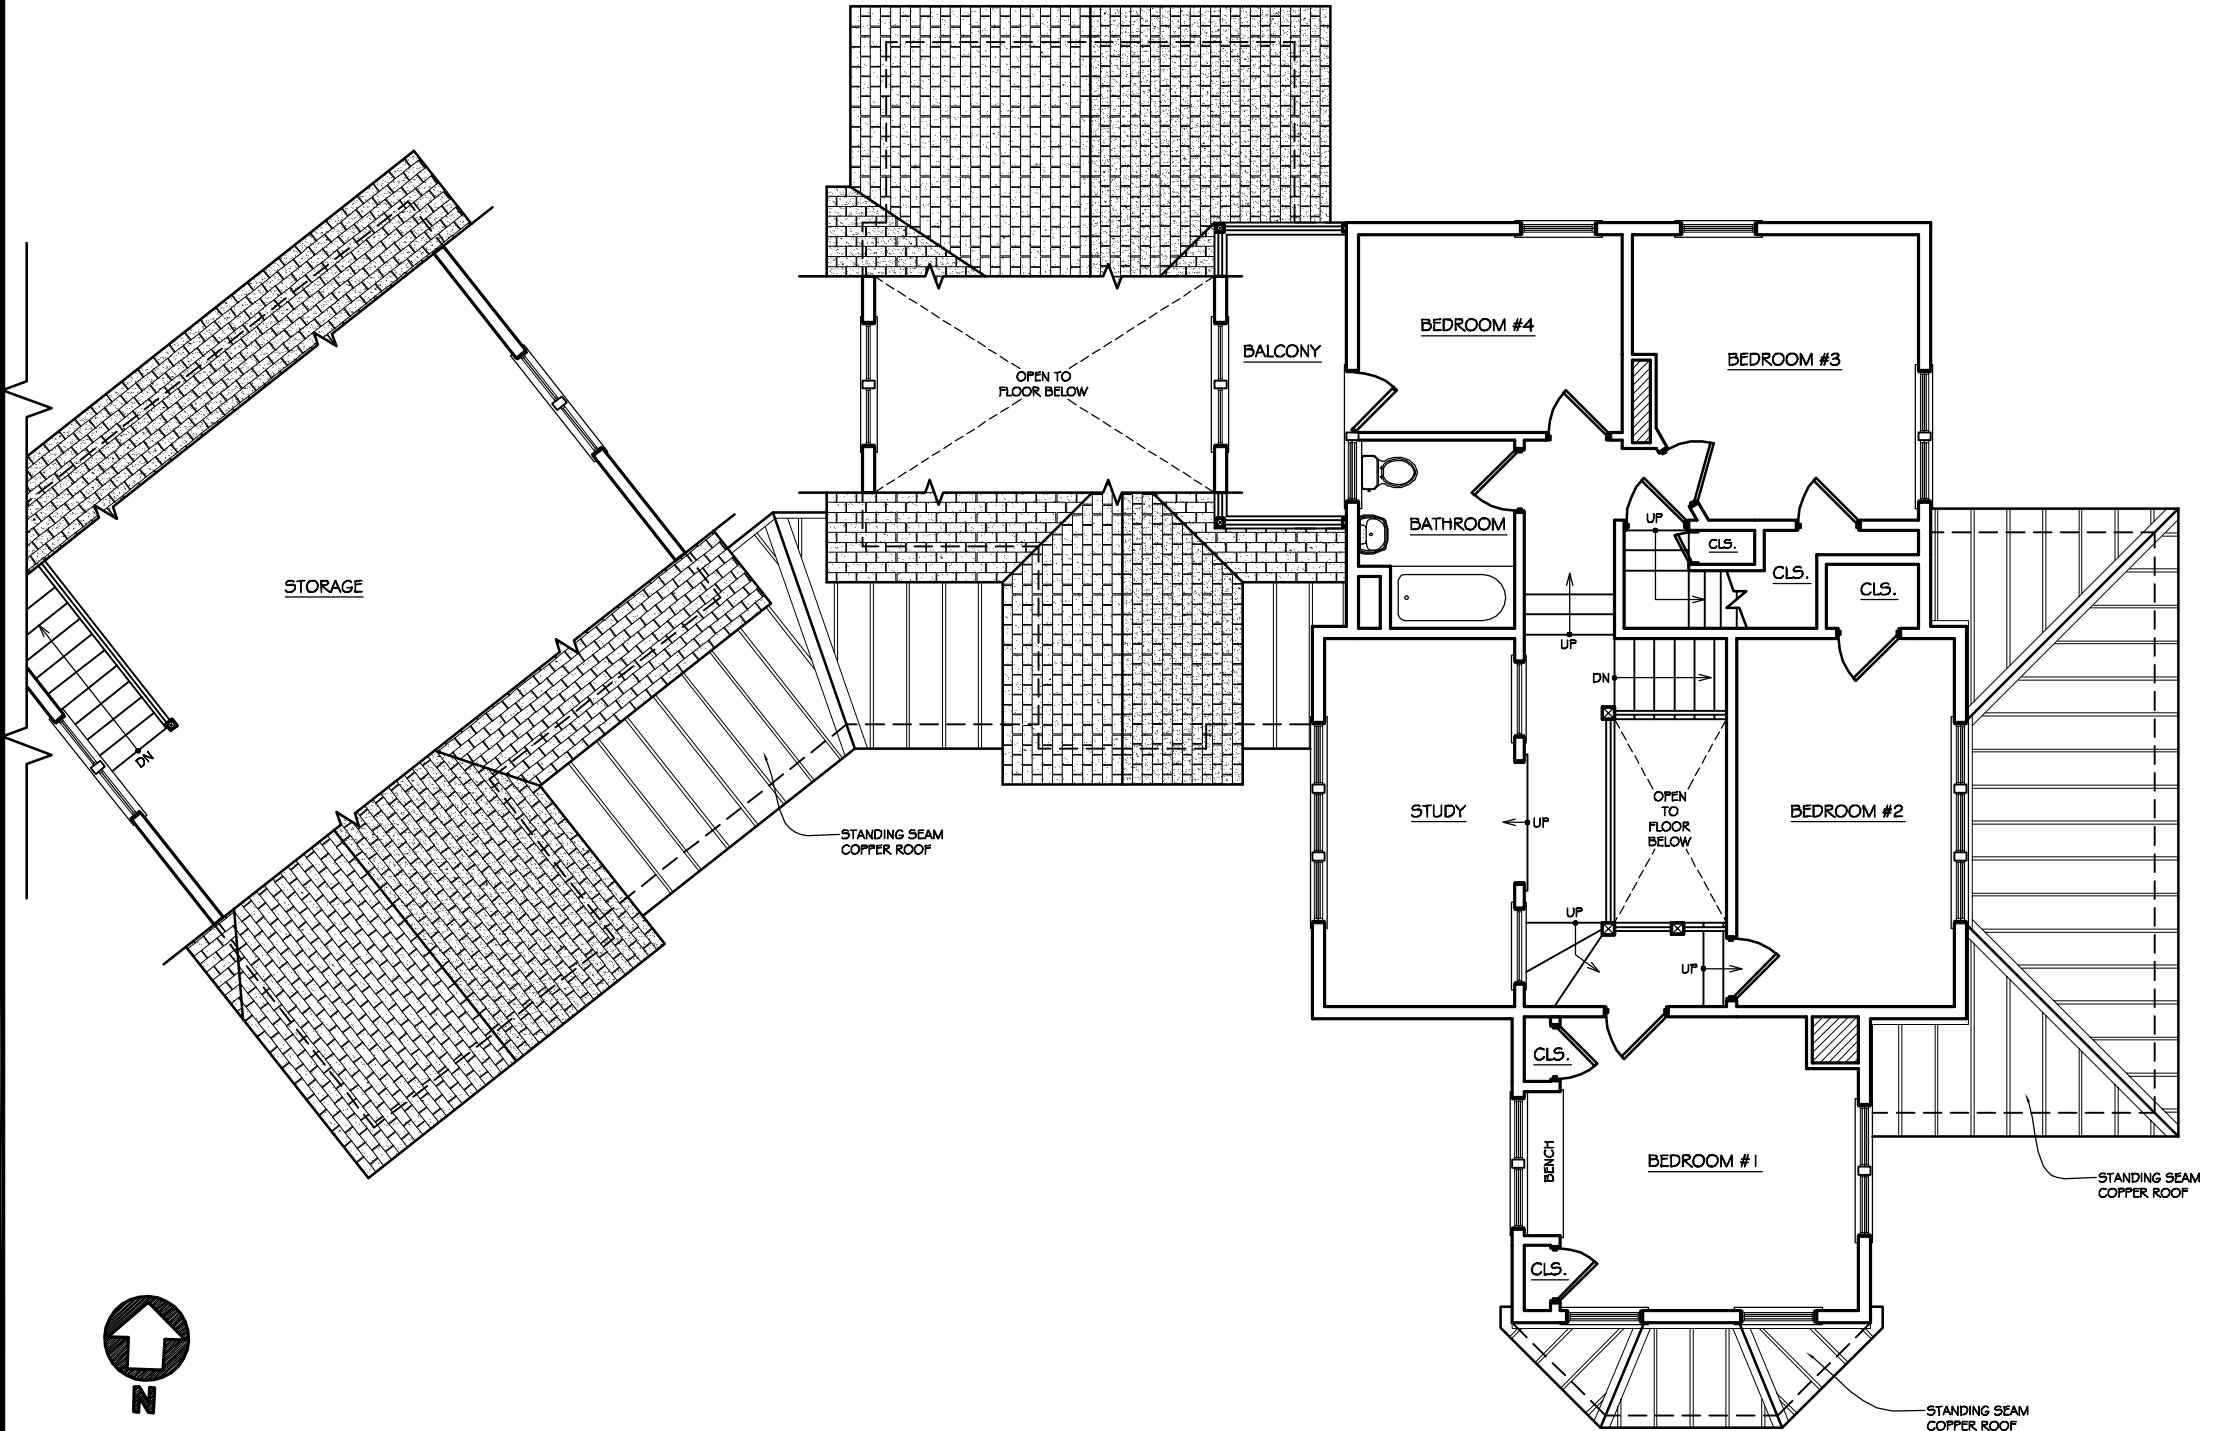 BEDROOM #4
BALCONY
BEDROOM #3
OPEN TO
FLOOR BELOW
BATHROOM
UP
CLS.
CLS.
CLS.
STORAGE
UP
DN
DN
OPEN
TO
FLOOR
BELOW
STUDY
UP
BEDROOM #2
STANDING SEAM
COPPER ROOF
UP
UP
CLS.
BENCH
BEDROOM #1
STANDING SEAM
COPPER ROOF
CLS.
N
STANDING SEAM
COPPER ROOF